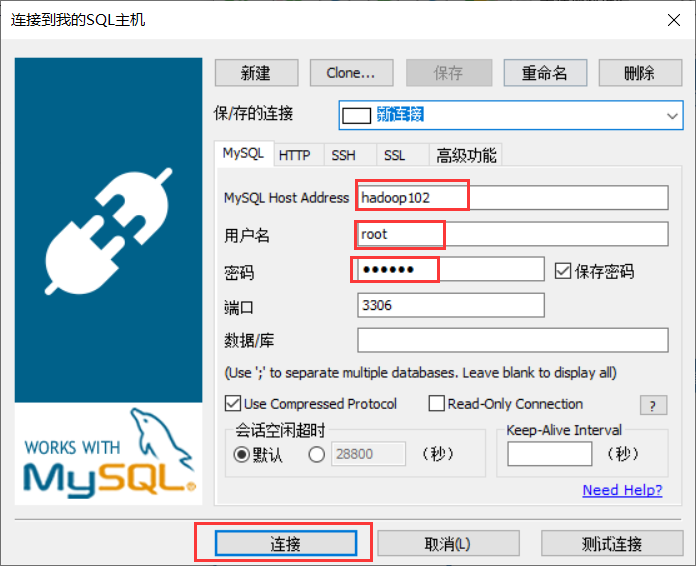 连接到我的SQL主机
新建 Clone... 保存 重命名 删除
保/存的连接 新连接
MySQL HTTP SSH SSL 高级功能
MySQL Host Address hadoop102
用户名 root
密码 ●●●●●● 保存密码
端口 3306
数据/库
(Use ';' to separate multiple databases. Leave blank to display all)
Use Compressed Protocol Read-Only Connection ?
会话空闲超时 Keep-Alive Interval
默认 28800 (秒) (秒)
Need Help?
WORKS WITH
MySQL®
连接 取消(L) 测试连接